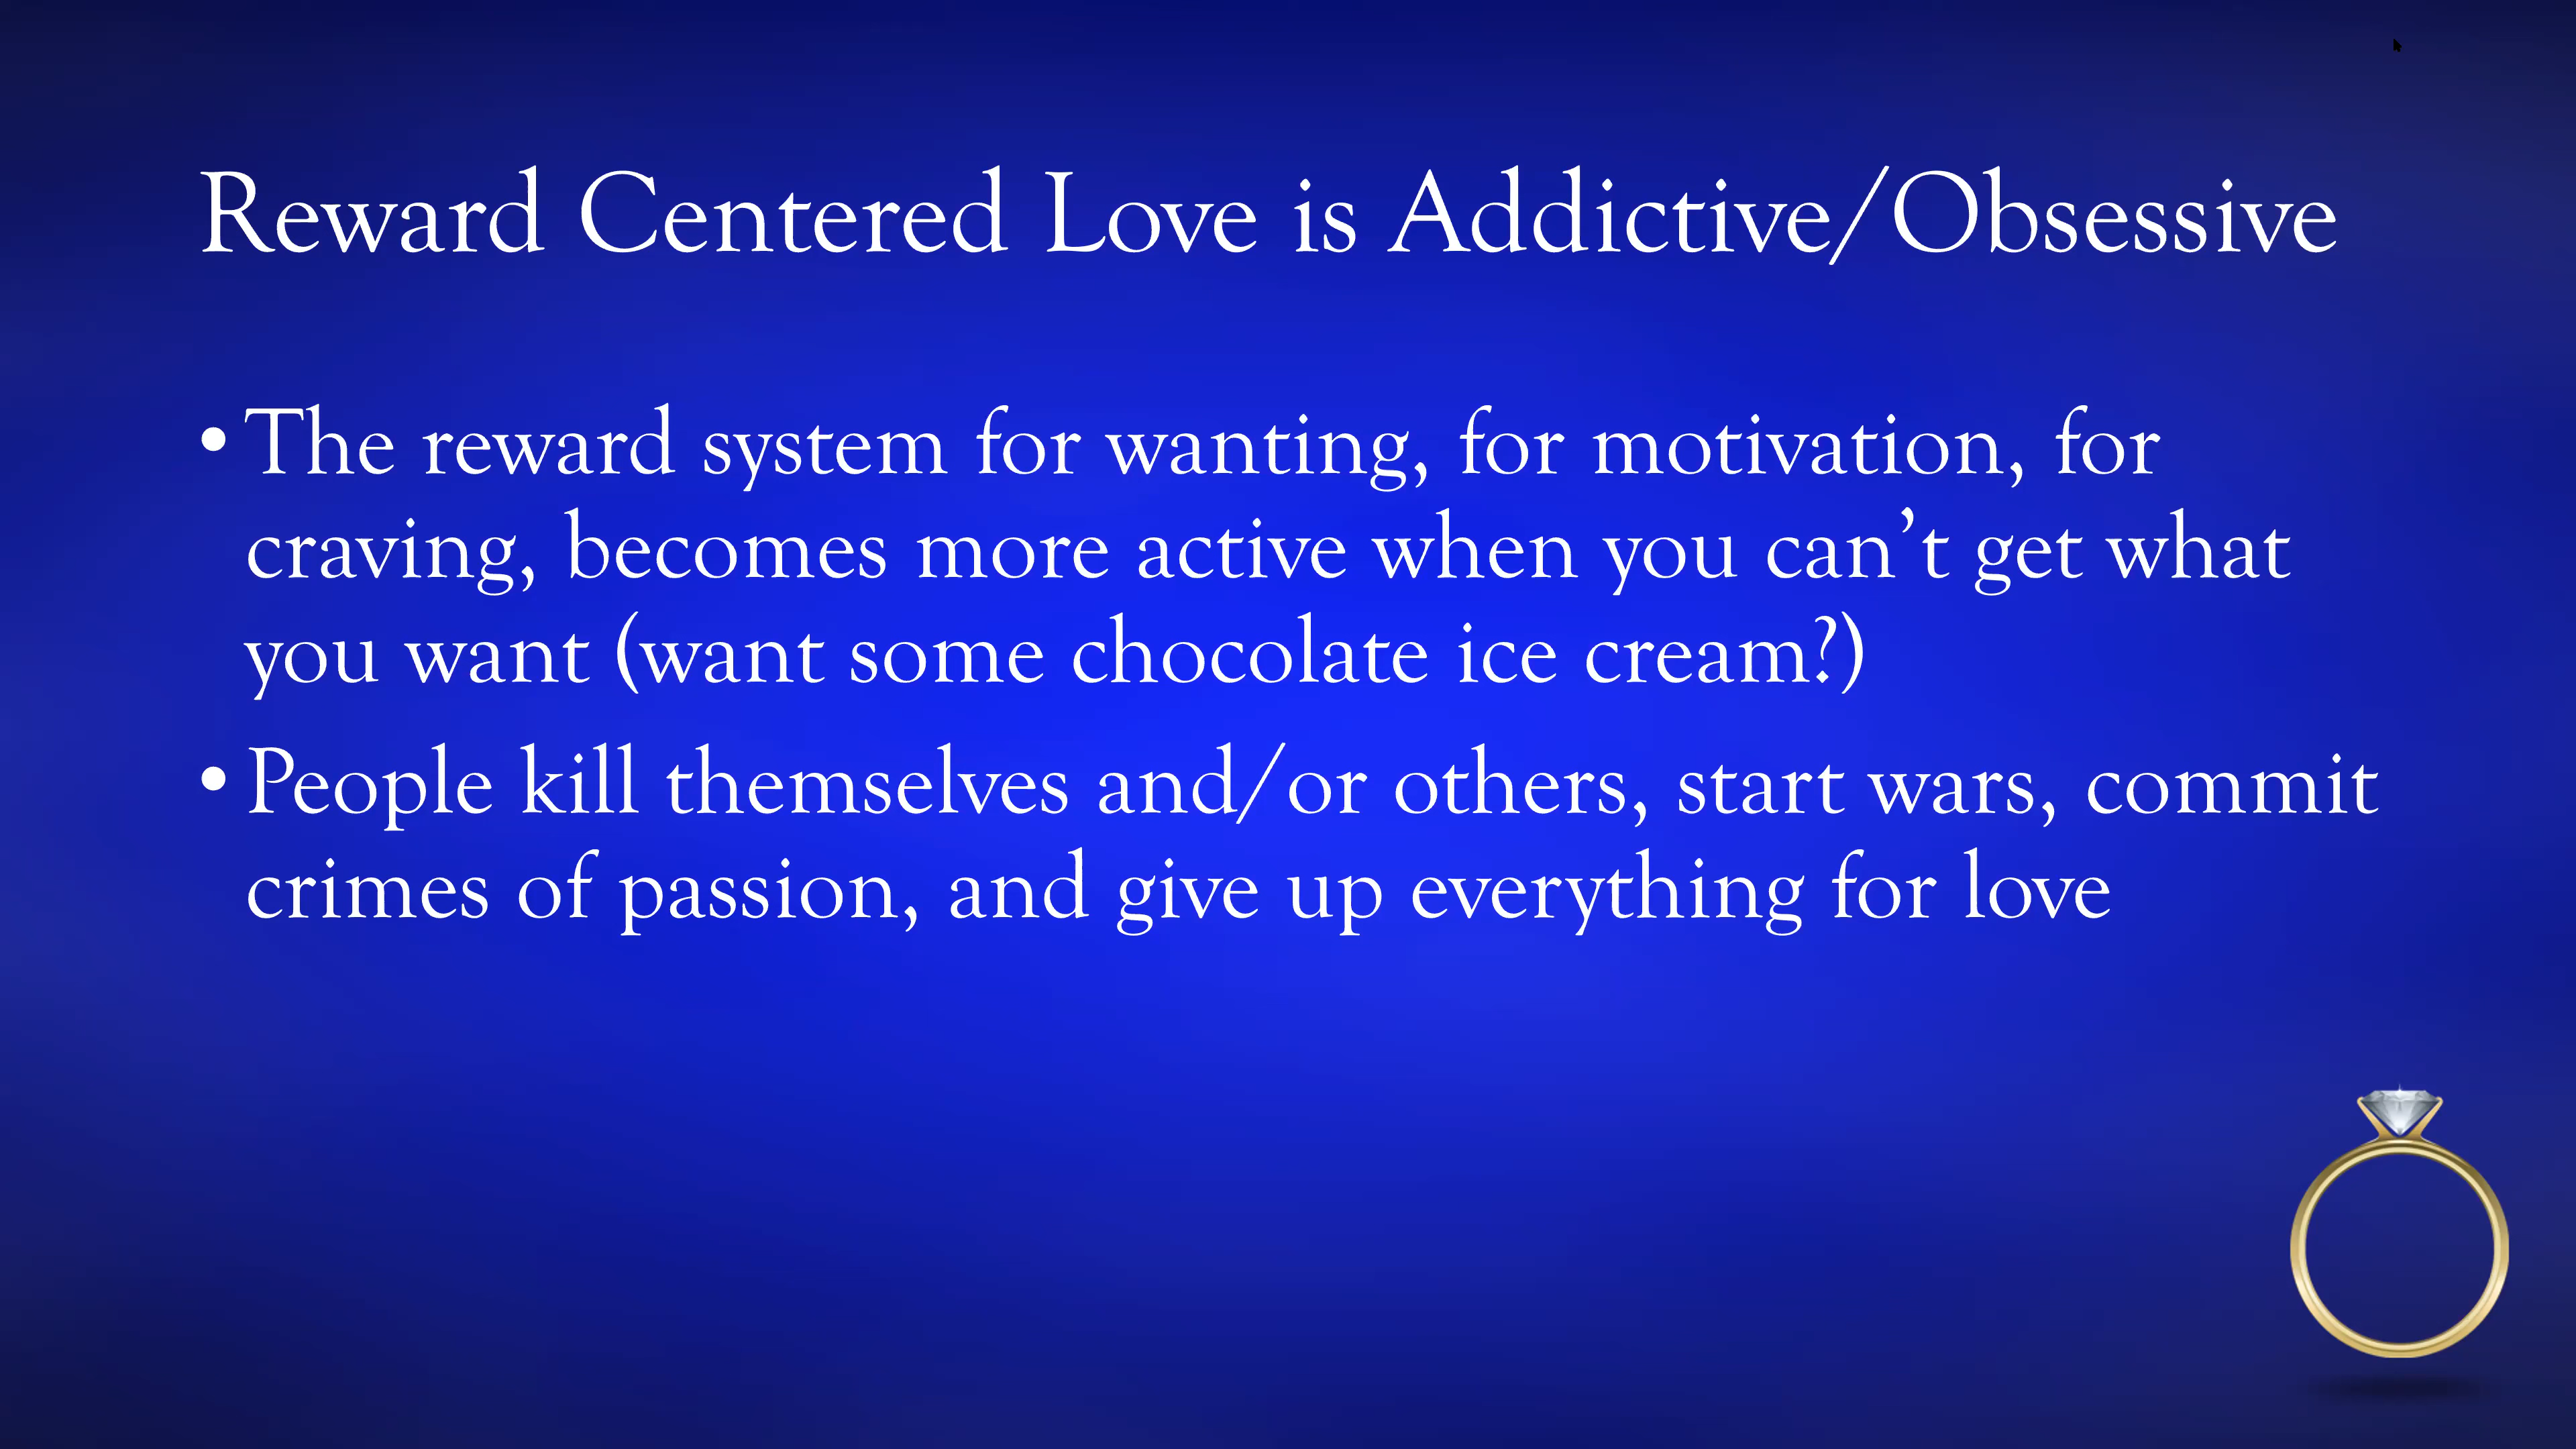 Reward Centered Love is Addictive/Obsessive
• The reward system for wanting, for motivation, for
craving, becomes more active when you can’t get what
you want (want some chocolate ice cream?)
• People kill themselves and/or others, start wars, commit
crimes of passion, and give up everything for love